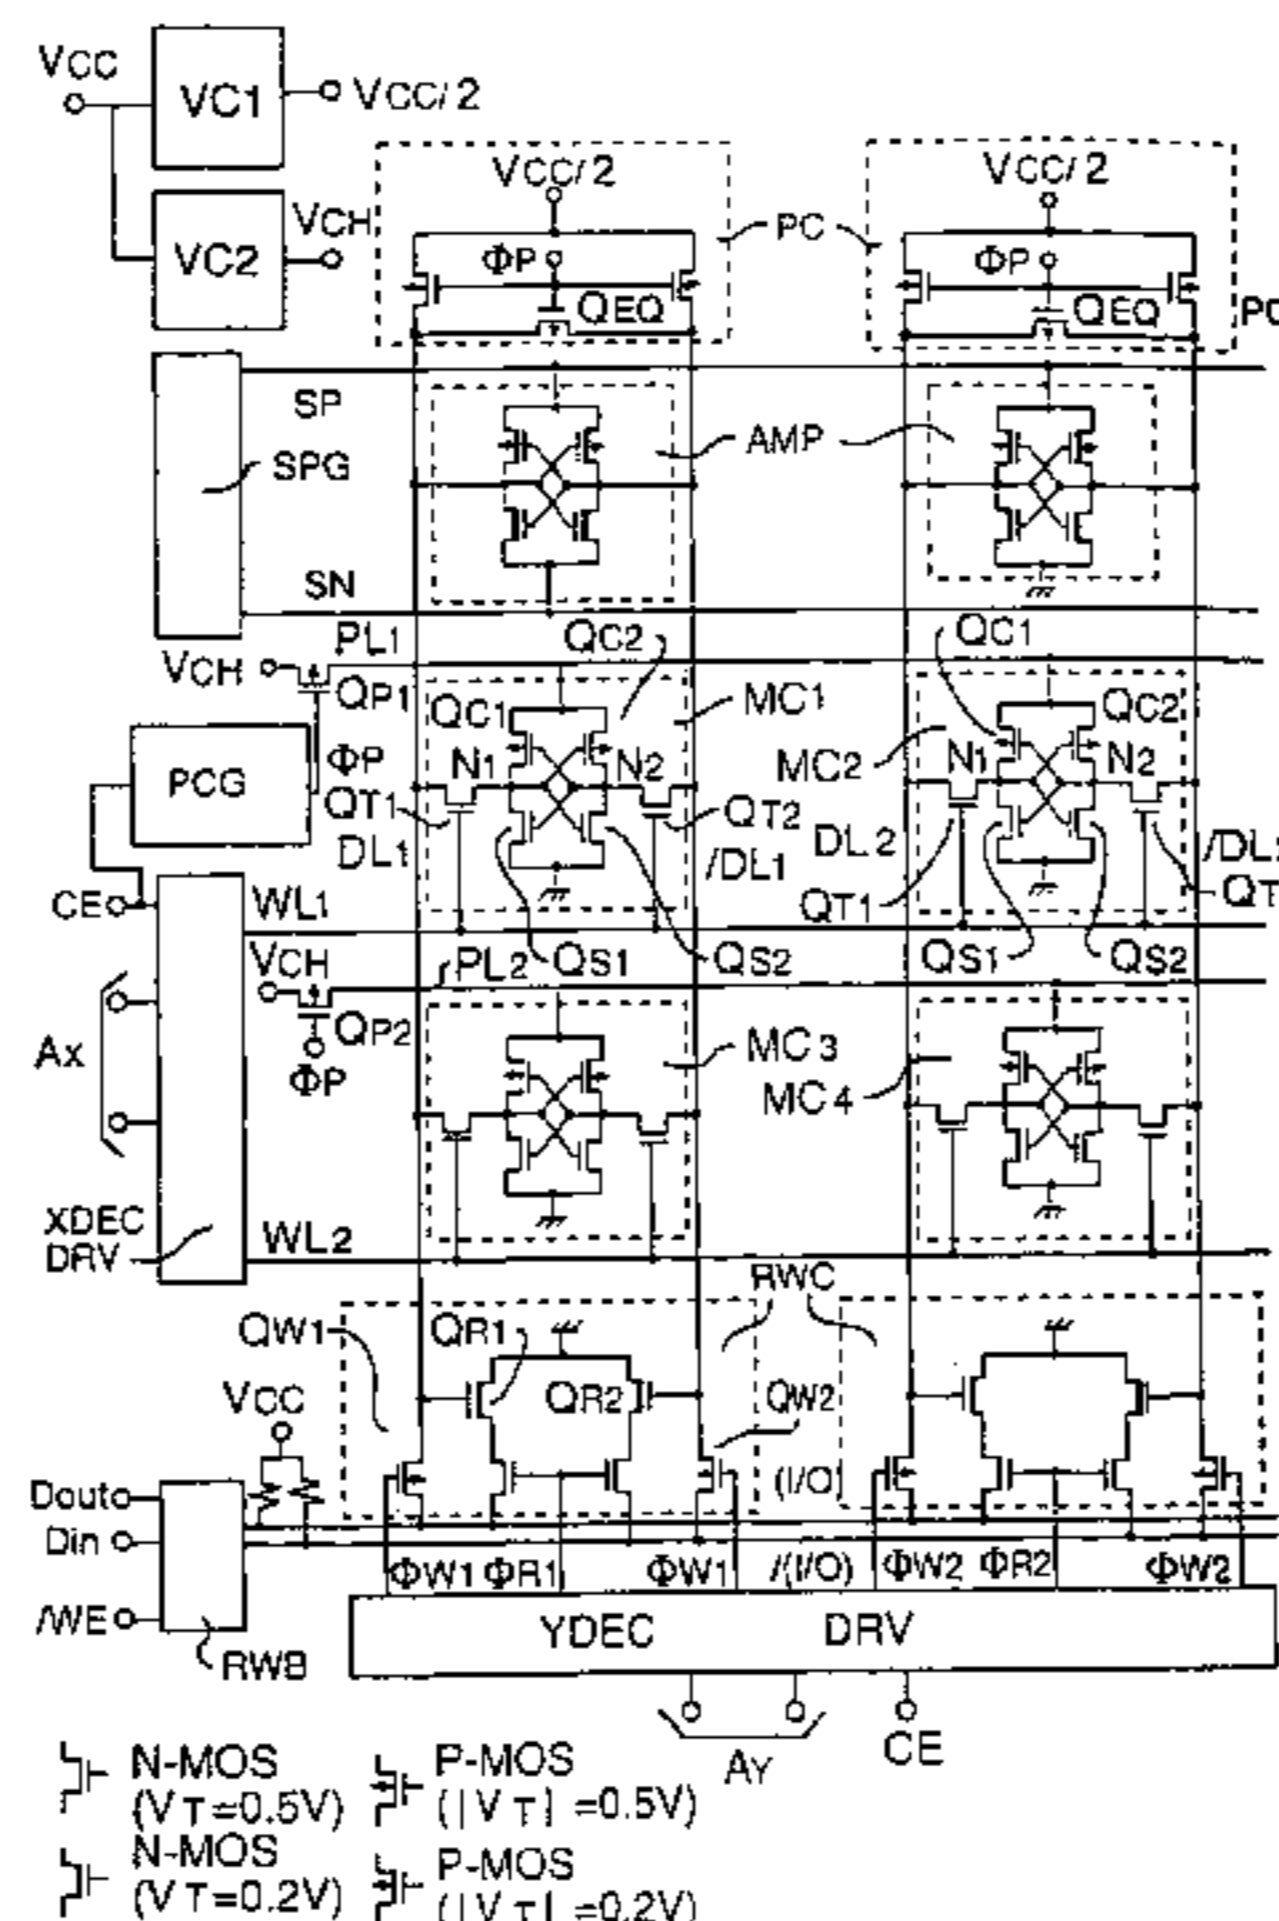 VCC
VC1
VCC/2
VC2
VCH
VCC/2
VCC/2
PC
ΦP
ΦP
QEQ
QEQ
SP
SPG
AMP
SN
PL1
QC2
QC1
VCH
QP1
QC1
MC1
QC2
MC2
PCG
ΦP
N1
N2
N1
N2
QT1
QT2
DL1
/DL1
DL2
QT1
CE
WL1
VCH
PL2
QS1
QS2
QS1
QS2
Ax
QP2
ΦP
MC3
MC4
XDEC
DRV
WL2
RWC
QW1
QR1
QR2
QW2
VCC
Dout
Din
(I/O)
/(I/O)
ΦW1
ΦR1
ΦW1
ΦW2
ΦR2
ΦW2
/WE
RWB
YDEC
DRV
AY
CE
N-MOS
(VT=0.5V)
P-MOS
(|VT|=0.5V)
N-MOS
(VT=0.2V)
P-MOS
(|VT|=0.2V)